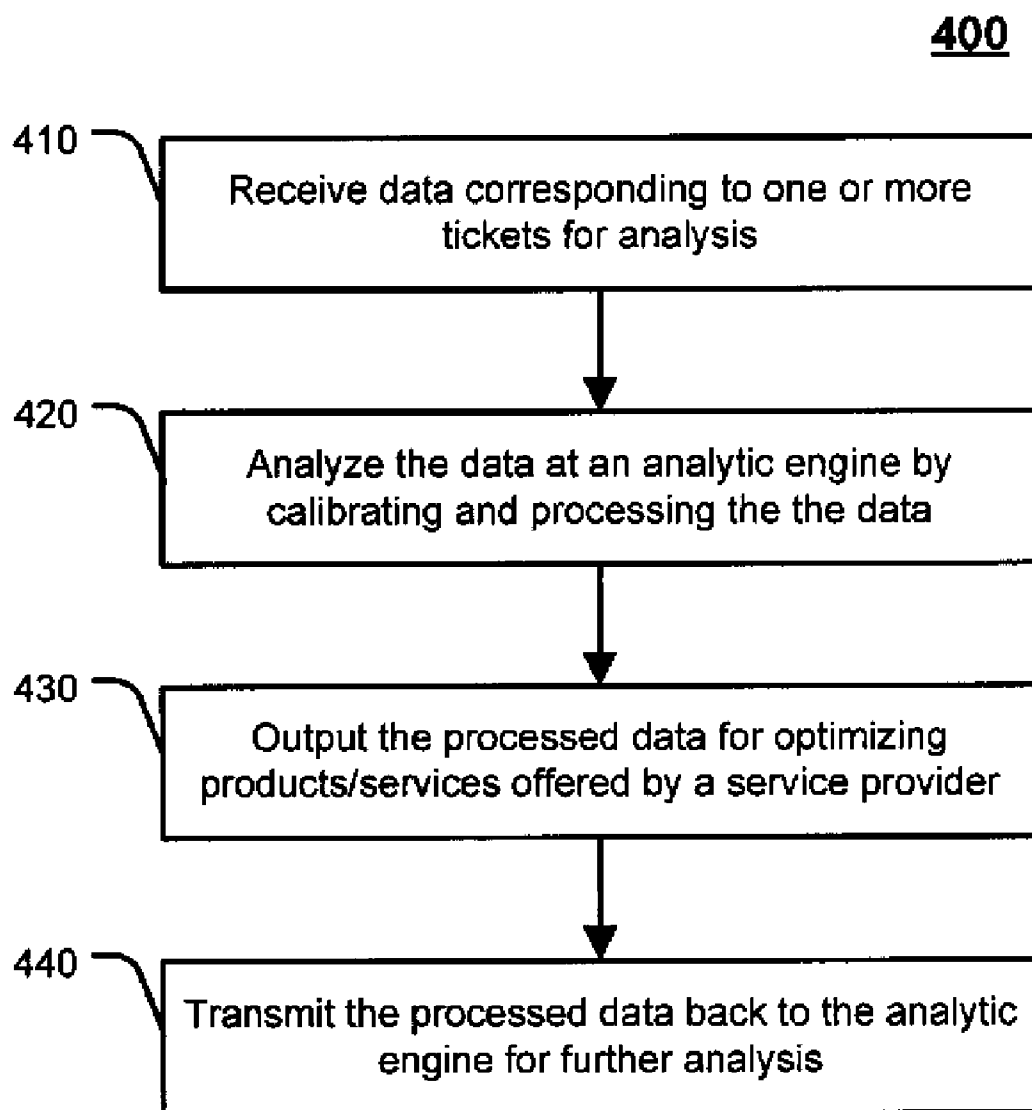 400
410
Receive data corresponding to one or more
tickets for analysis
420
Analyze the data at an analytic engine by
calibrating and processing the the data
430
Output the processed data for optimizing
products/services offered by a service provider
440
Transmit the processed data back to the analytic
engine for further analysis